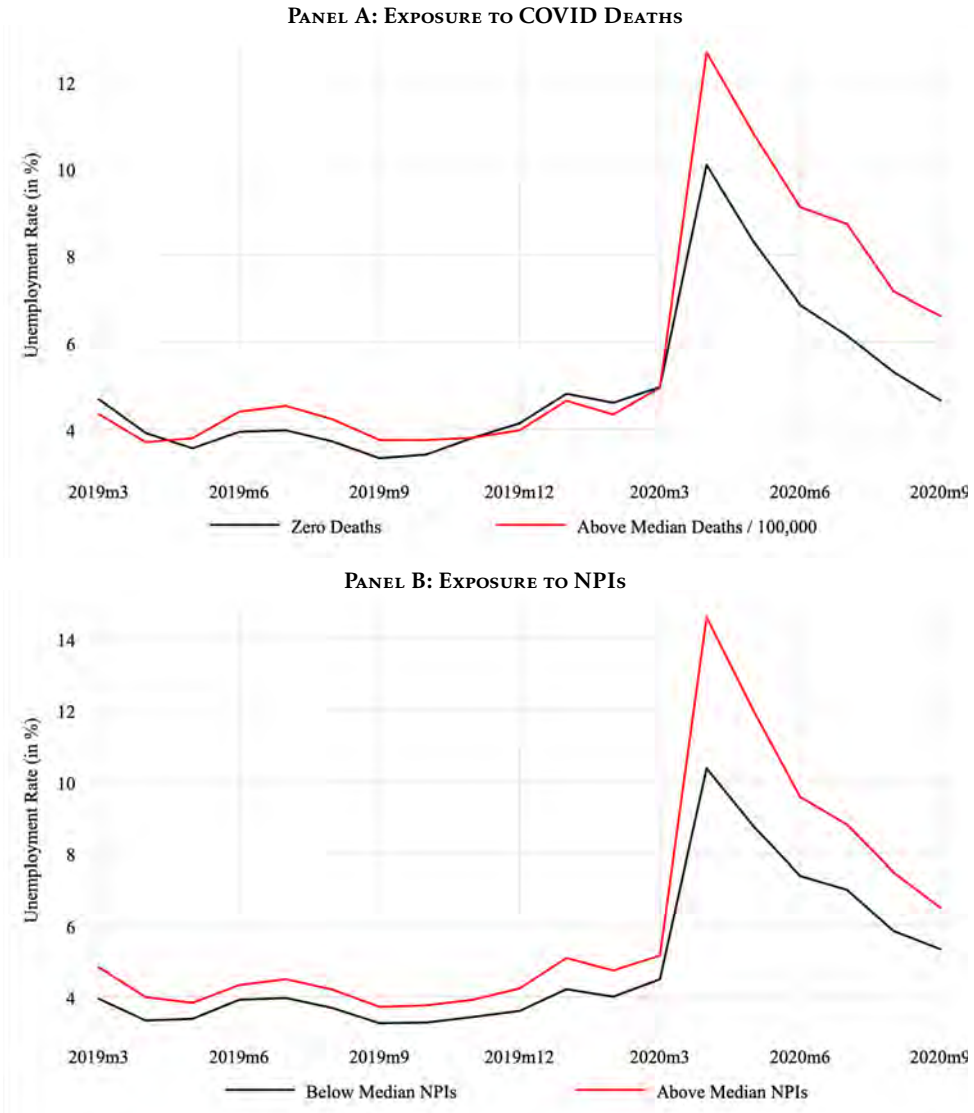 PANEL A: EXPOSURE TO COVID DEATHS
12
10
8
6
4
Unemployment Rate (in %)
2019m3 2019m6 2019m9 2019m12 2020m3 2020m6 2020m9
Zero Deaths Above Median Deaths / 100,000
PANEL B: EXPOSURE TO NPIS
14
12
10
8
6
4
Unemployment Rate (in %)
2019m3 2019m6 2019m9 2019m12 2020m3 2020m6 2020m9
Below Median NPIs Above Median NPIs